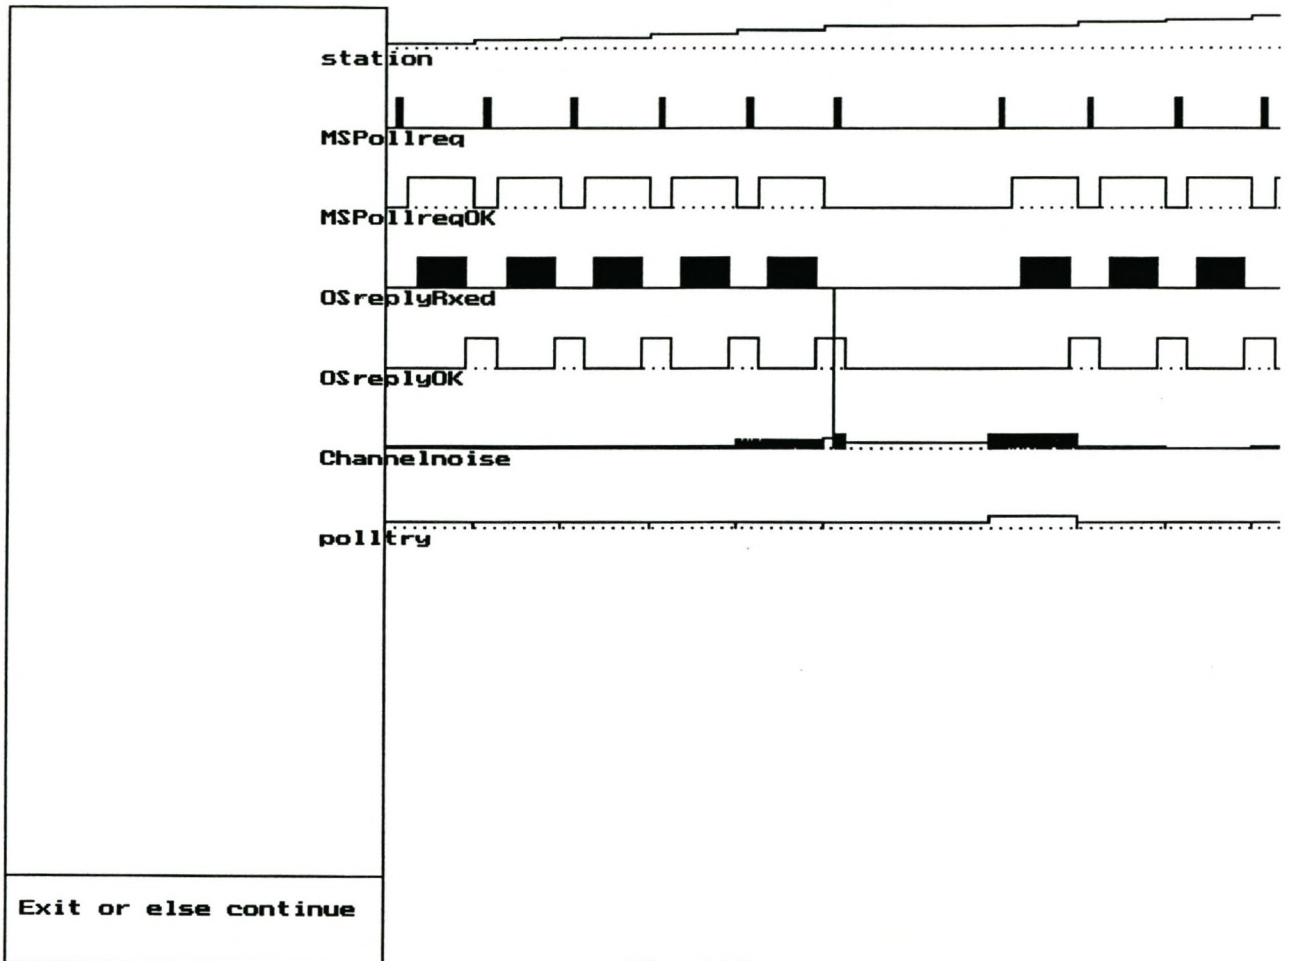 station
MSPollreq
MSPollreqOK
OSreplyRxed
OSreplyOK
Channelnoise
polltry
Exit or else continue